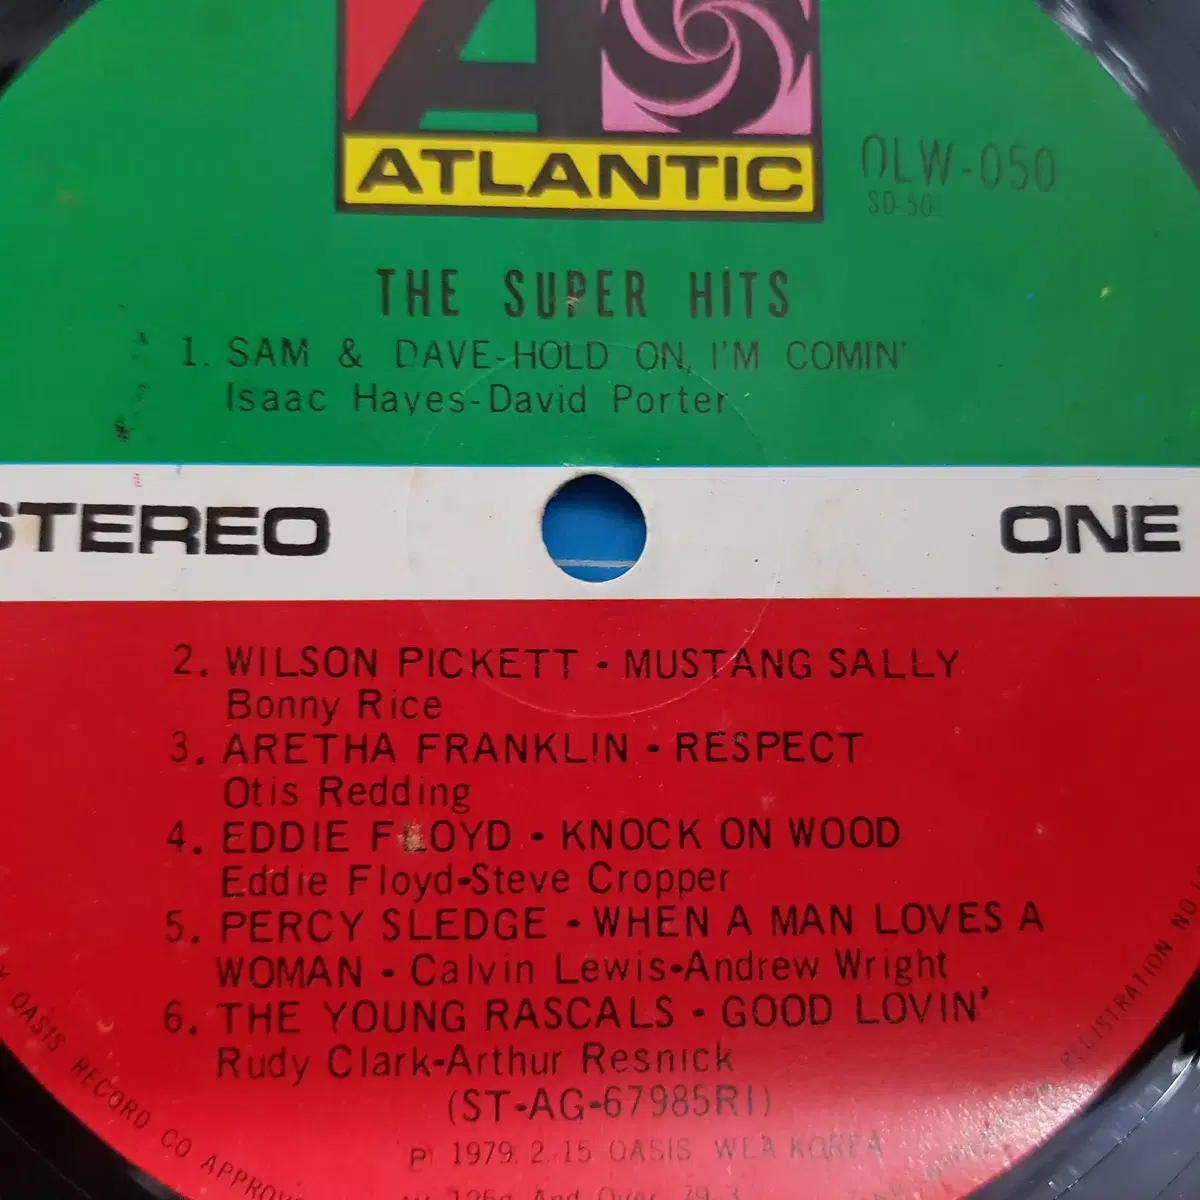 ATLANTIC
OLW-050
THE SUPER HITS
1. SAM & DAVE-HOLD ON, I'M COMIN'
Isaac Hayes-David Porter
STEREO
ONE
2. WILSON PICKETT - MUSTANG SALLY
Bonny Rice
3. ARETHA FRANKLIN - RESPECT
Otis Redding
4. EDDIE FLOYD - KNOCK ON WOOD
Eddie Floyd-Steve Cropper
5. PERCY SLEDGE - WHEN A MAN LOVES A
WOMAN - Calvin Lewis-Andrew Wright
6. THE YOUNG RASCALS - GOOD LOVIN'
Rudy Clark-Arthur Resnick
(ST-AG-67985RI)
℗ 1979. 2. 15 OASIS WEA KOREA
OASIS RECORD CO
REGISTRATION NO